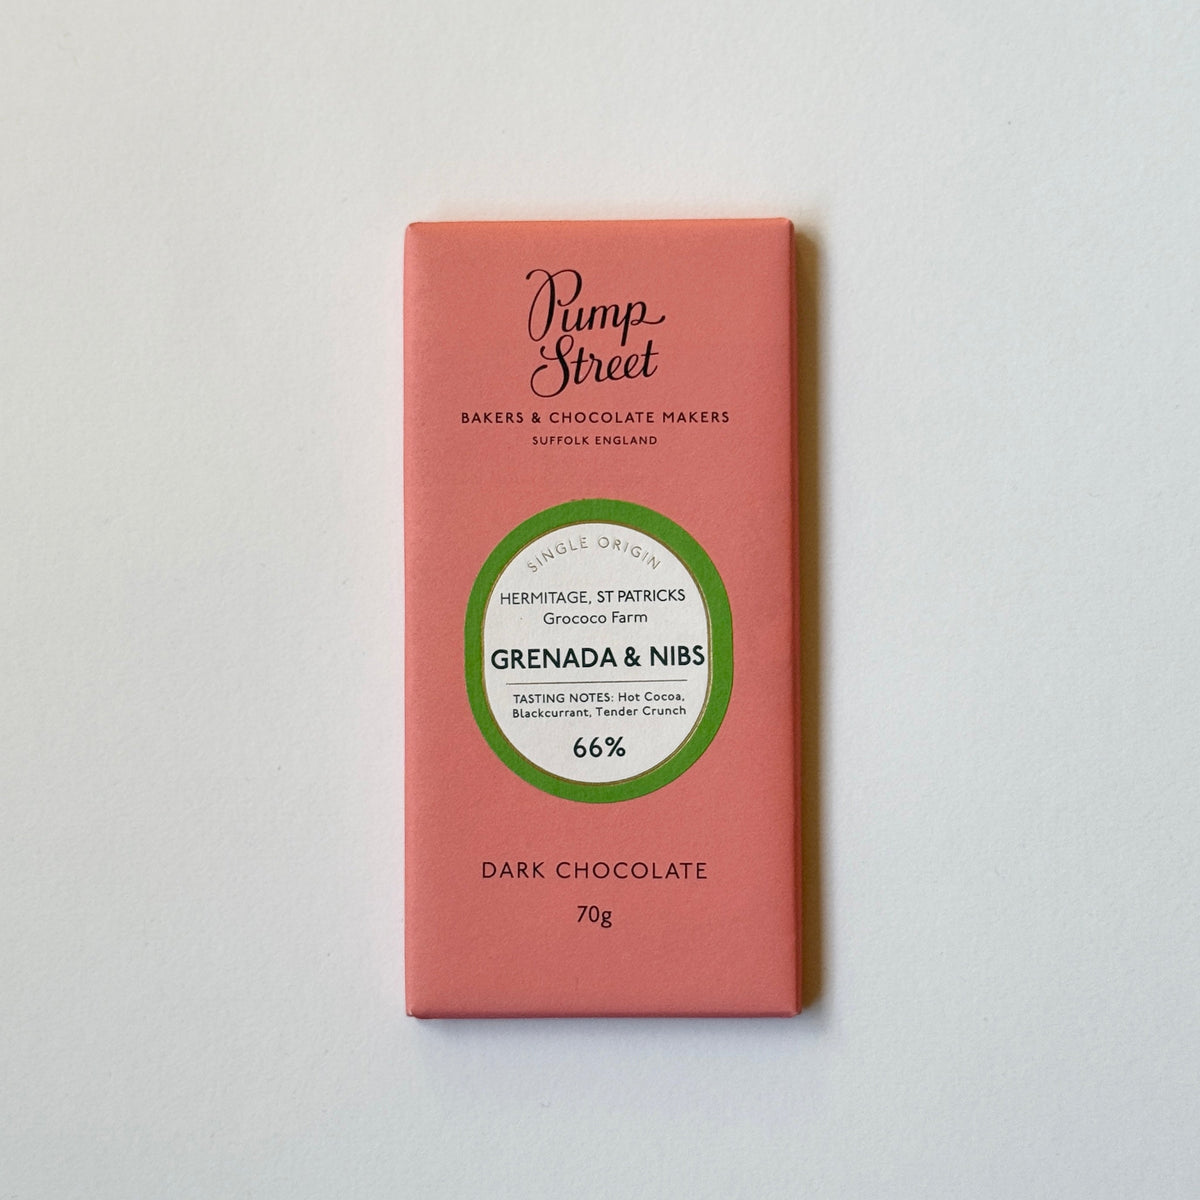 Pump
Street
BAKERS & CHOCOLATE MAKERS
SUFFOLK ENGLAND
SINGLE ORIGIN
HERMITAGE, ST PATRICKS
Grococo Farm
GRENADA & NIBS
TASTING NOTES: Hot Cocoa,
Blackcurrant, Tender Crunch
66%
DARK CHOCOLATE
70g